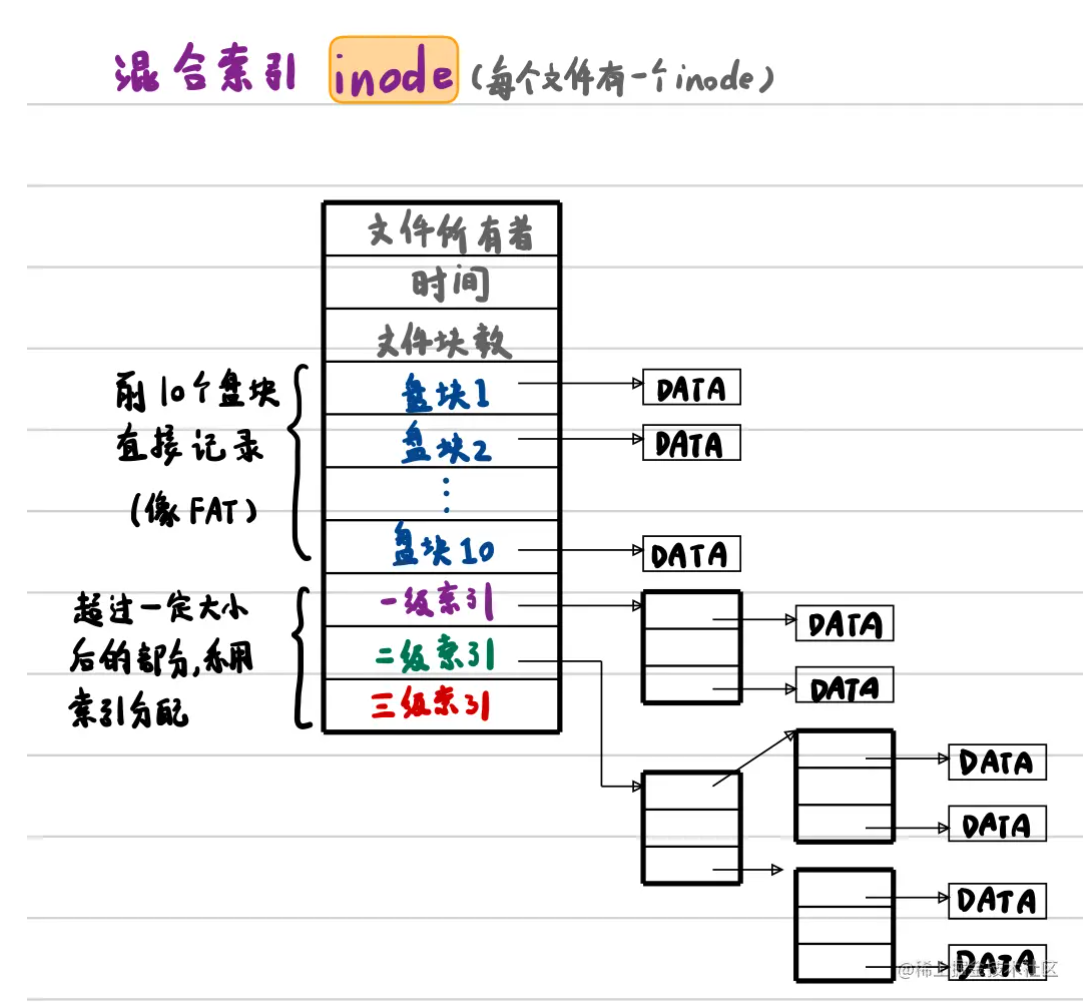 混合索引 inode (每个文件有一个inode)
文件所有者
时间
文件块数
前10个盘块
直接记录
(像FAT)
盘块1
DATA
盘块2
DATA
⋮
盘块10
DATA
超过一定大小
后的部分,采用
索引分配
一级索引
二级索引
三级索引
DATA
DATA
DATA
DATA
DATA
DATA
@稀土掘金技术社区